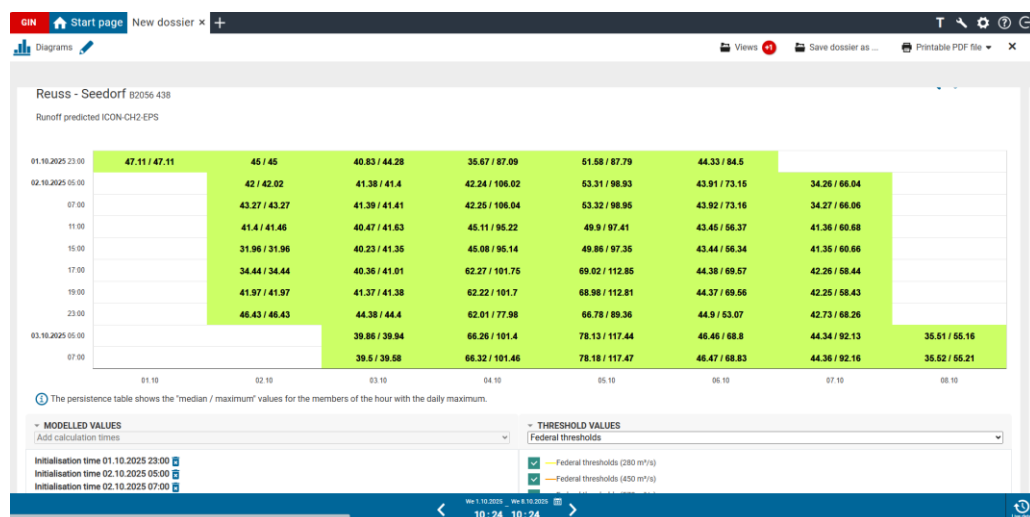 GIN Start page New dossier × +
T
Diagrams Views +1 Save dossier as ... Printable PDF file ×
Reuss - Seedorf B2056 438
Runoff predicted ICON-CH2-EPS
01.10.2025 23:00 47.11 / 47.11 45 / 45 40.83 / 44.28 35.67 / 87.09 51.58 / 87.79 44.33 / 84.5
02.10.2025 05:00 42 / 42.02 41.38 / 41.4 42.24 / 106.02 53.31 / 98.93 43.91 / 73.15 34.26 / 66.04
07:00 43.27 / 43.27 41.39 / 41.41 42.25 / 106.04 53.32 / 98.95 43.92 / 73.16 34.27 / 66.06
11:00 41.4 / 41.46 40.47 / 41.63 45.11 / 95.22 49.9 / 97.41 43.45 / 56.37 41.36 / 60.68
15:00 31.96 / 31.96 40.23 / 41.35 45.08 / 95.14 49.86 / 97.35 43.44 / 56.34 41.35 / 60.66
17:00 34.44 / 34.44 40.36 / 41.01 62.27 / 101.75 69.02 / 112.85 44.38 / 69.57 42.26 / 58.44
19:00 41.97 / 41.97 41.37 / 41.38 62.22 / 101.7 68.98 / 112.81 44.37 / 69.56 42.25 / 58.43
23:00 46.43 / 46.43 44.38 / 44.4 62.01 / 77.98 66.78 / 89.36 44.9 / 53.07 42.73 / 68.26
03.10.2025 05:00 39.86 / 39.94 66.26 / 101.4 78.13 / 117.44 46.46 / 68.8 44.34 / 92.13 35.51 / 55.16
07:00 39.5 / 39.58 66.32 / 101.46 78.18 / 117.47 46.47 / 68.83 44.36 / 92.16 35.52 / 55.21
01.10 02.10 03.10 04.10 05.10 06.10 07.10 08.10
The persistence table shows the "median / maximum" values for the members of the hour with the daily maximum.
MODELLED VALUES
Add calculation times
Initialisation time 01.10.2025 23:00
Initialisation time 02.10.2025 05:00
Initialisation time 02.10.2025 07:00
THRESHOLD VALUES
Federal thresholds
Federal thresholds (280 m³/s)
Federal thresholds (450 m³/s)
We 1.10.2025 - We 8.10.2025
10:24 10:24